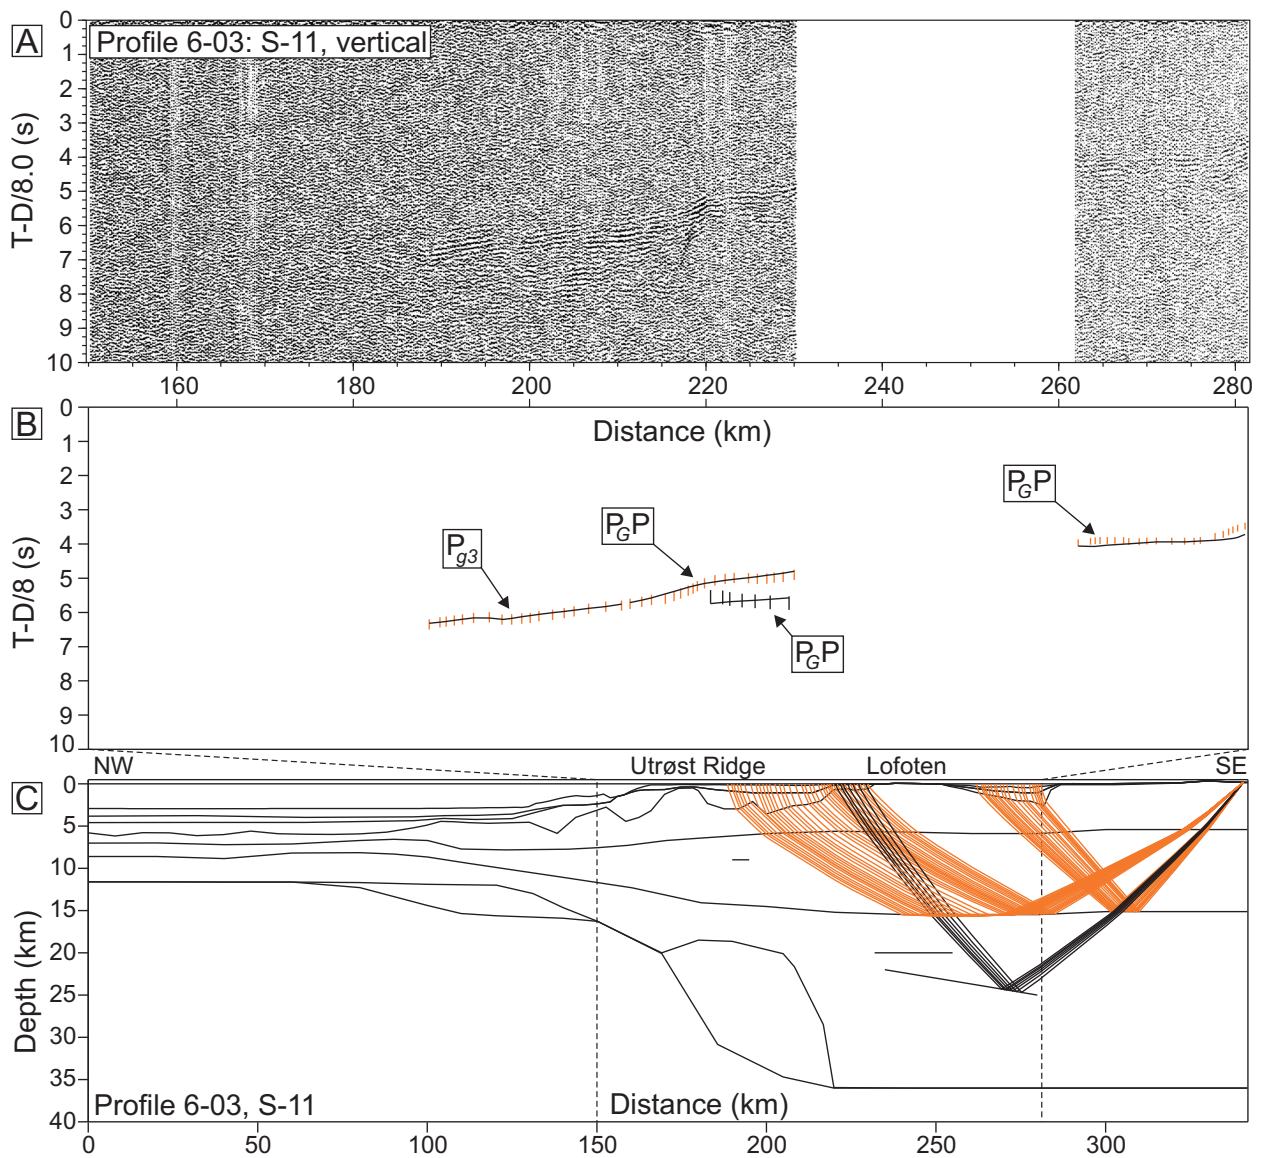 A
Profile 6-03: S-11, vertical
T-D/8.0 (s)
0
1
2
3
4
5
6
7
8
9
10
160 180 200 220 240 260 280
B
Distance (km)
T-D/8 (s)
0
1
2
3
4
5
6
7
8
9
10
PGP
PGP
Pg3
PGP
NW Utrøst Ridge Lofoten SE
C
Depth (km)
0
5
10
15
20
25
30
35
40
Profile 6-03, S-11 Distance (km)
0 50 100 150 200 250 300